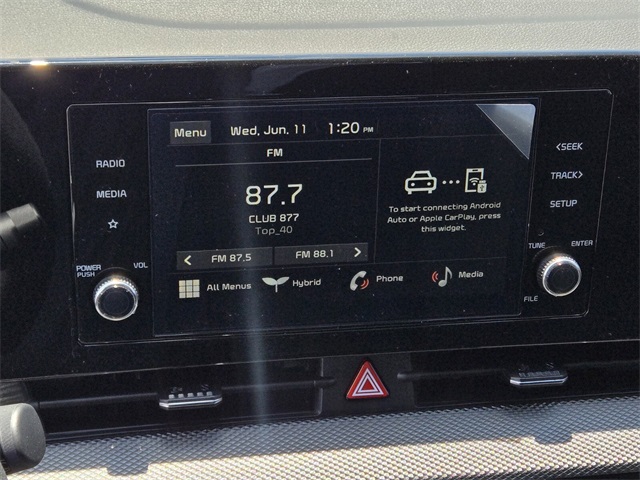 Menu Wed, Jun. 11 1:20 PM
FM
87.7
CLUB 877
Top_40
< FM 87.5 FM 88.1 >
To start connecting Android
Auto or Apple CarPlay, press
this widget.
All Menus Hybrid Phone Media
RADIO
MEDIA
POWER
PUSH
VOL
<SEEK
TRACK>
SETUP
TUNE
ENTER
FILE